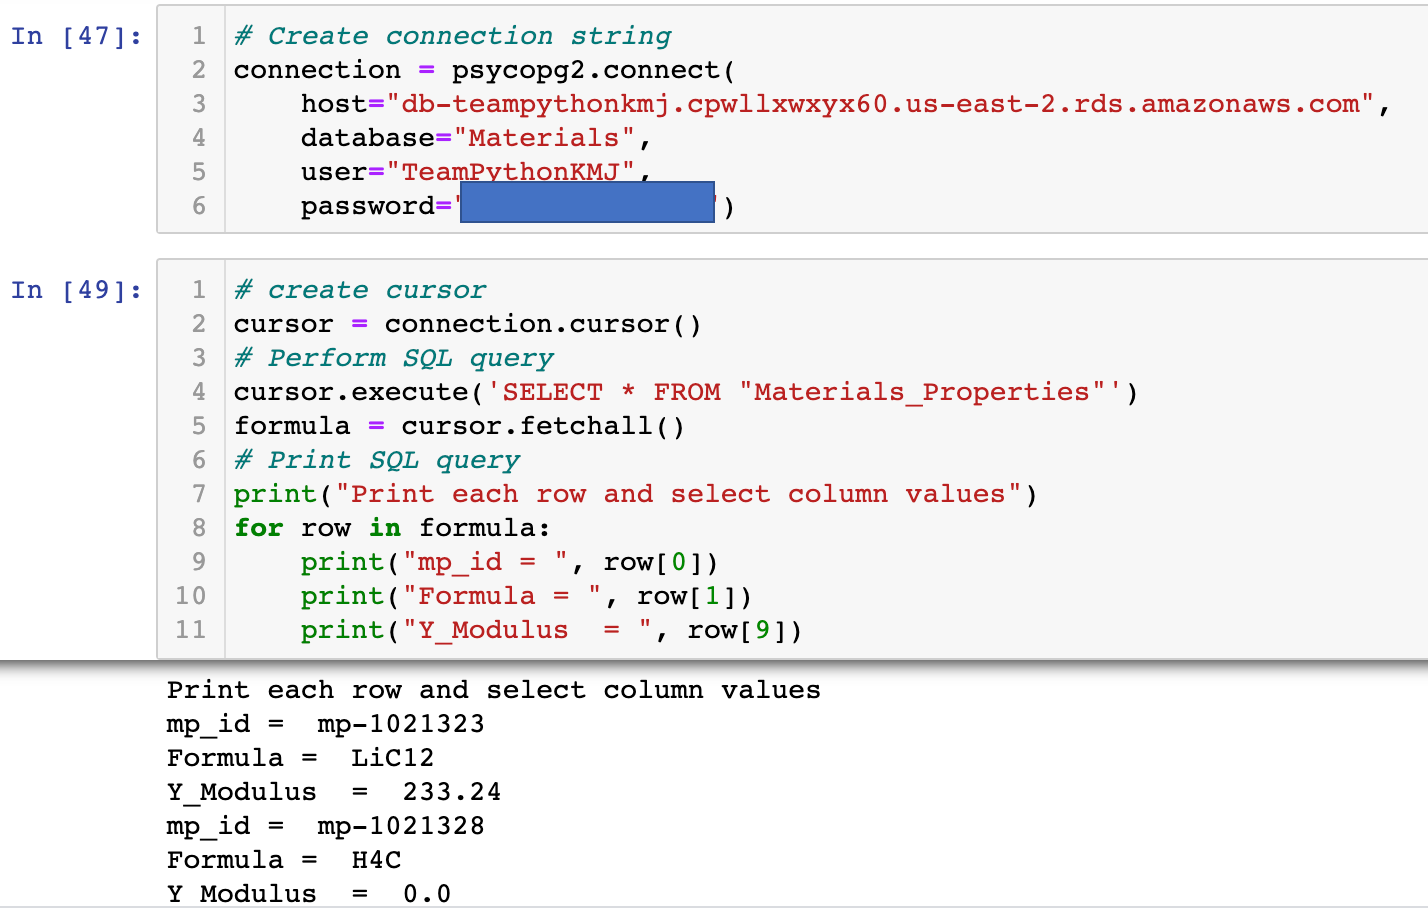 In [47]:
1 # Create connection string
2 connection = psycopg2.connect(
3     host="db-teampythonkmj.cpwllxwxyx60.us-east-2.rds.amazonaws.com",
4     database="Materials",
5     user="TeamPythonKMJ",
6     password=" ")
In [49]:
1 # create cursor
2 cursor = connection.cursor()
3 # Perform SQL query
4 cursor.execute('SELECT * FROM "Materials_Properties"')
5 formula = cursor.fetchall()
6 # Print SQL query
7 print("Print each row and select column values")
8 for row in formula:
9     print("mp_id = ", row[0])
10     print("Formula = ", row[1])
11     print("Y_Modulus  = ", row[9])
Print each row and select column values
mp_id =  mp-1021323
Formula =  LiC12
Y_Modulus  =  233.24
mp_id =  mp-1021328
Formula =  H4C
Y_Modulus  =  0.0